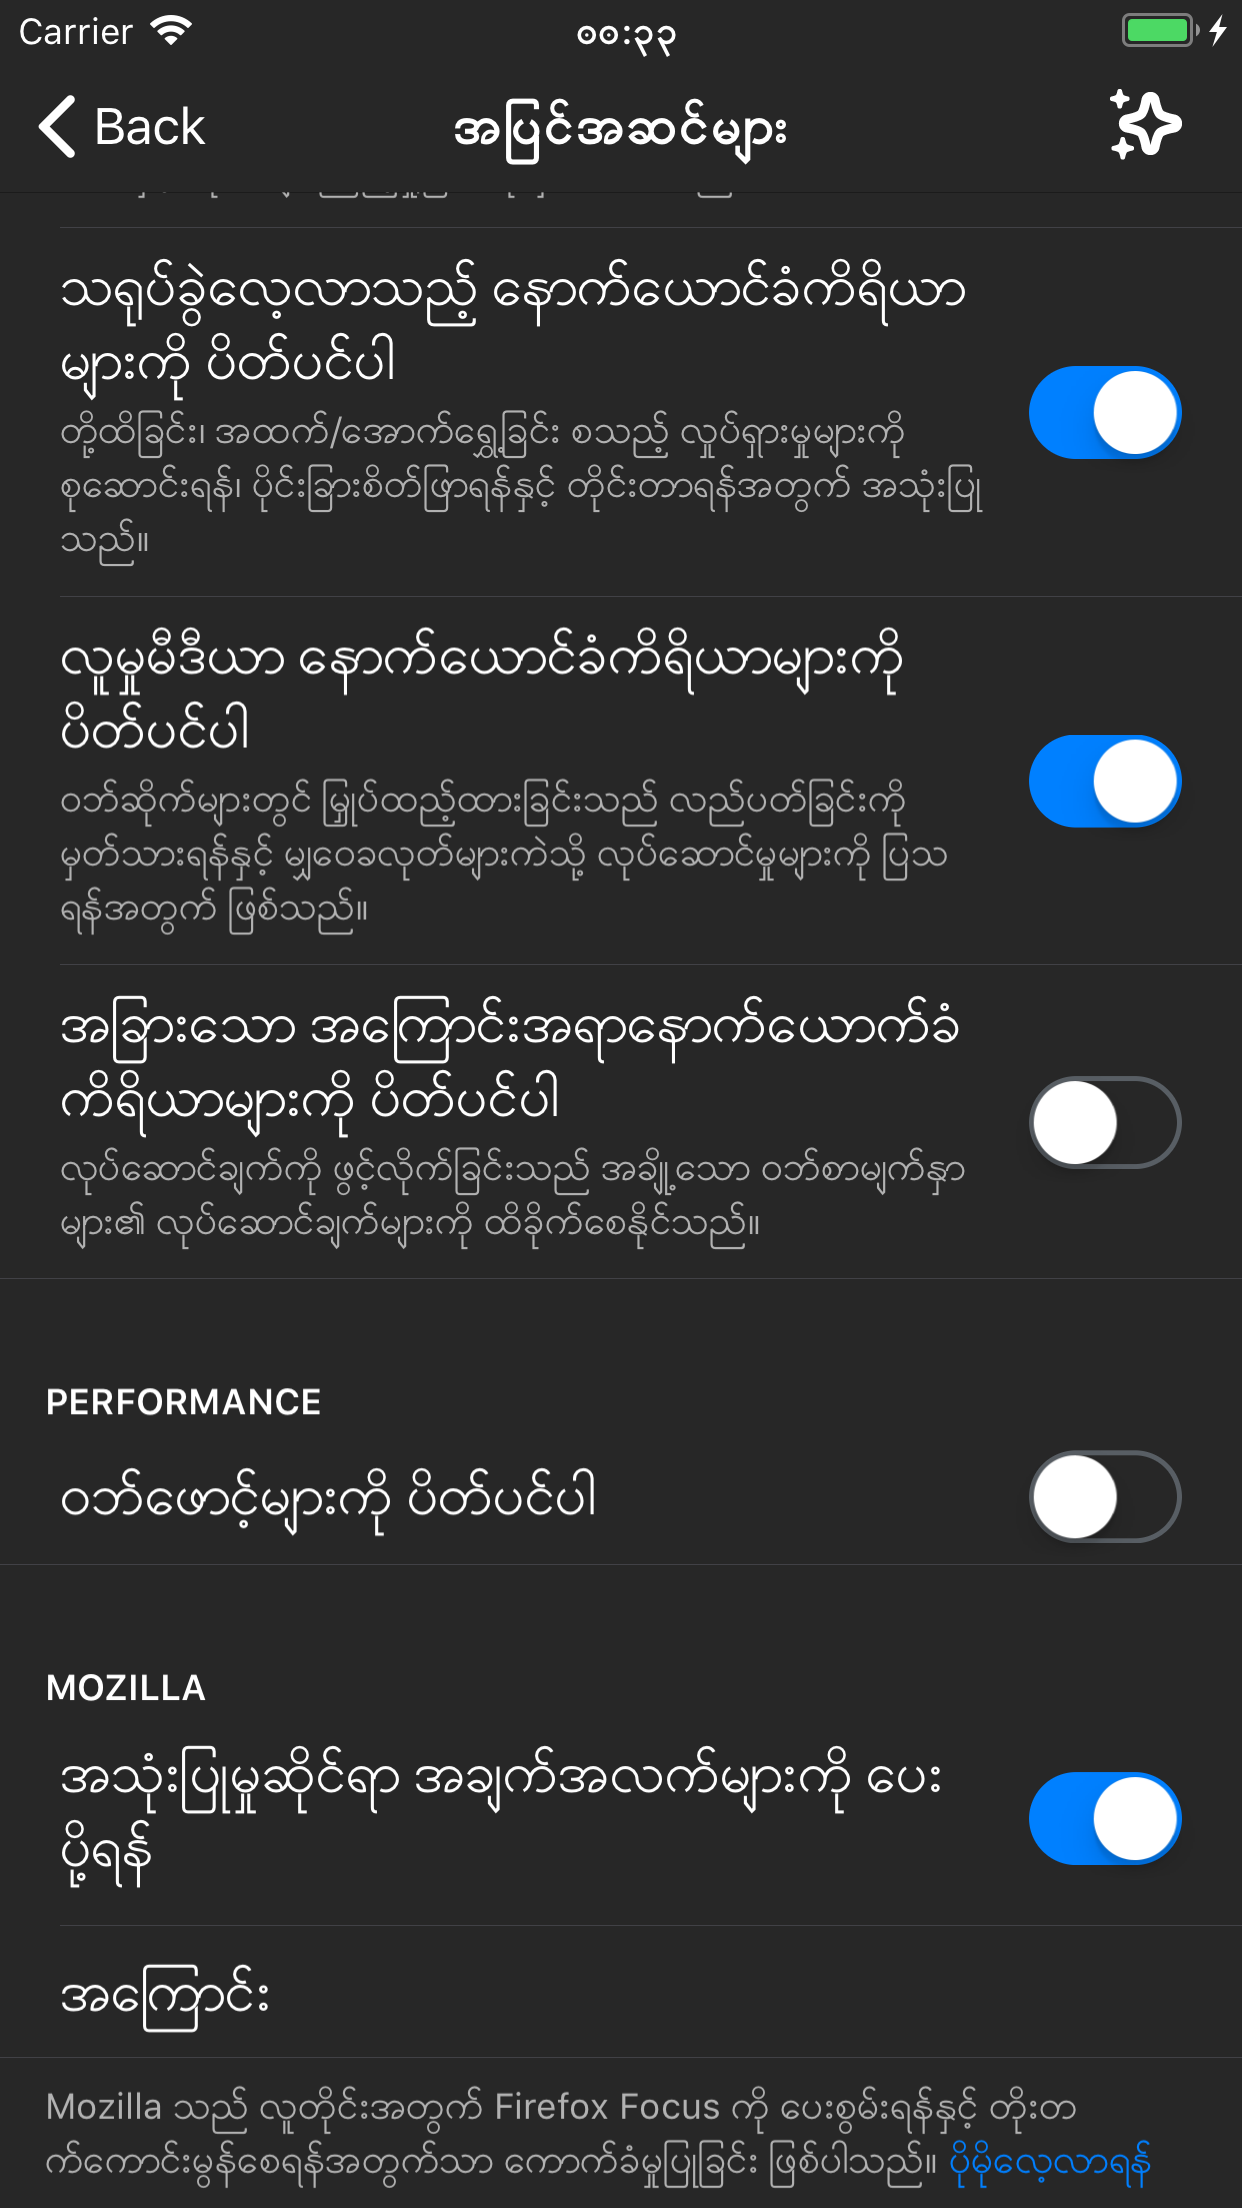 Carrier
၀၀:၃၃
Back
အပြင်အဆင်များ
သရုပ်ခွဲလေ့လာသည့် နောက်ယောင်ခံကိရိယာ
များကို ပိတ်ပင်ပါ
တို့ထိခြင်း၊ အထက်/အောက်ရွှေ့ခြင်း စသည့် လှုပ်ရှားမှုများကို
စုဆောင်းရန်၊ ပိုင်းခြားစိတ်ဖြာရန်နှင့် တိုင်းတာရန်အတွက် အသုံးပြု
သည်။
လူမှုမီဒီယာ နောက်ယောင်ခံကိရိယာများကို
ပိတ်ပင်ပါ
ဝဘ်ဆိုက်များတွင် မြှုပ်ထည့်ထားခြင်းသည် လည်ပတ်ခြင်းကို
မှတ်သားရန်နှင့် မျှဝေခလုတ်များကဲသို့ လုပ်ဆောင်မှုများကို ပြသ
ရန်အတွက် ဖြစ်သည်။
အခြားသော အကြောင်းအရာနောက်ယောက်ခံ
ကိရိယာများကို ပိတ်ပင်ပါ
လုပ်ဆောင်ချက်ကို ဖွင့်လိုက်ခြင်းသည် အချို့သော ဝဘ်စာမျက်နှာ
များ၏ လုပ်ဆောင်ချက်များကို ထိခိုက်စေနိုင်သည်။
PERFORMANCE
ဝဘ်ဖောင့်များကို ပိတ်ပင်ပါ
MOZILLA
အသုံးပြုမှုဆိုင်ရာ အချက်အလက်များကို ပေး
ပို့ရန်
အကြောင်း
Mozilla သည် လူတိုင်းအတွက် Firefox Focus ကို ပေးစွမ်းရန်နှင့် တိုးတ
က်ကောင်းမွန်စေရန်အတွက်သာ ကောက်ခံမှုပြုခြင်း ဖြစ်ပါသည်။ ပိုမိုလေ့လာရန်